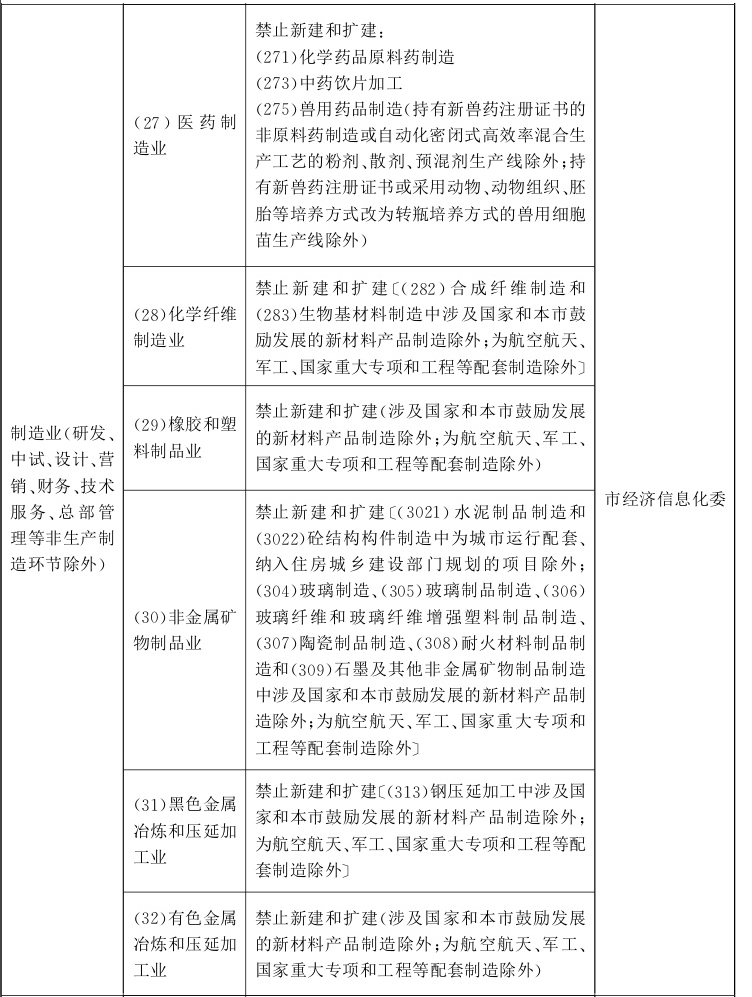 制造业(研发、
中试、设计、营
销、财务、技术
服务、总部管
理等非生产制
造环节除外)
(27)医药制
造业
禁止新建和扩建:
(271)化学药品原料药制造
(273)中药饮片加工
(275)兽用药品制造(持有新兽药注册证书的
非原料药制造或自动化密闭式高效率混合生
产工艺的粉剂、散剂、预混剂生产线除外;持
有新兽药注册证书或采用动物、动物组织、胚
胎等培养方式改为转瓶培养方式的兽用细胞
苗生产线除外)
(28)化学纤维
制造业
禁止新建和扩建〔(282)合成纤维制造和
(283)生物基材料制造中涉及国家和本市鼓
励发展的新材料产品制造除外;为航空航天、
军工、国家重大专项和工程等配套制造除外〕
(29)橡胶和塑
料制品业
禁止新建和扩建(涉及国家和本市鼓励发展
的新材料产品制造除外;为航空航天、军工、
国家重大专项和工程等配套制造除外)
(30)非金属矿
物制品业
禁止新建和扩建〔(3021)水泥制品制造和
(3022)砼结构构件制造中为城市运行配套、
纳入住房城乡建设部门规划的项目除外;
(304)玻璃制造、(305)玻璃制品制造、(306)
玻璃纤维和玻璃纤维增强塑料制品制造、
(307)陶瓷制品制造、(308)耐火材料制品制
造和(309)石墨及其他非金属矿物制品制造
中涉及国家和本市鼓励发展的新材料产品制
造除外;为航空航天、军工、国家重大专项和
工程等配套制造除外〕
(31)黑色金属
冶炼和压延加
工业
禁止新建和扩建〔(313)钢压延加工中涉及国
家和本市鼓励发展的新材料产品制造除外;
为航空航天、军工、国家重大专项和工程等配
套制造除外〕
(32)有色金属
冶炼和压延加
工业
禁止新建和扩建(涉及国家和本市鼓励发展
的新材料产品制造除外;为航空航天、军工、
国家重大专项和工程等配套制造除外)
市经济信息化委